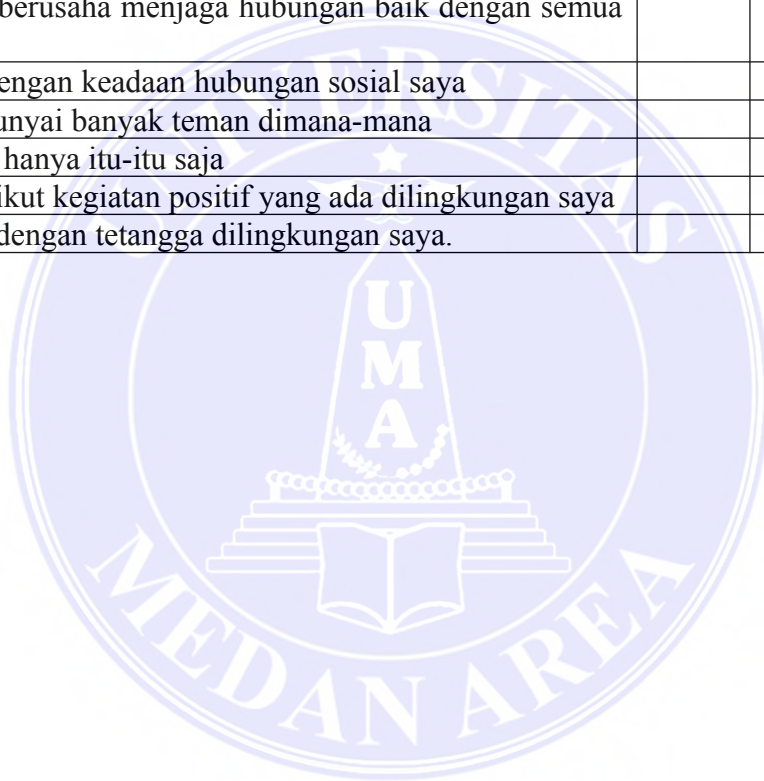 berusaha menjaga hubungan baik dengan semua
engan keadaan hubungan sosial saya
unyai banyak teman dimana-mana
hanya itu-itu saja
ikut kegiatan positif yang ada dilingkungan saya
dengan tetangga dilingkungan saya.
UNIVERSITAS
UMA
MEDAN AREA